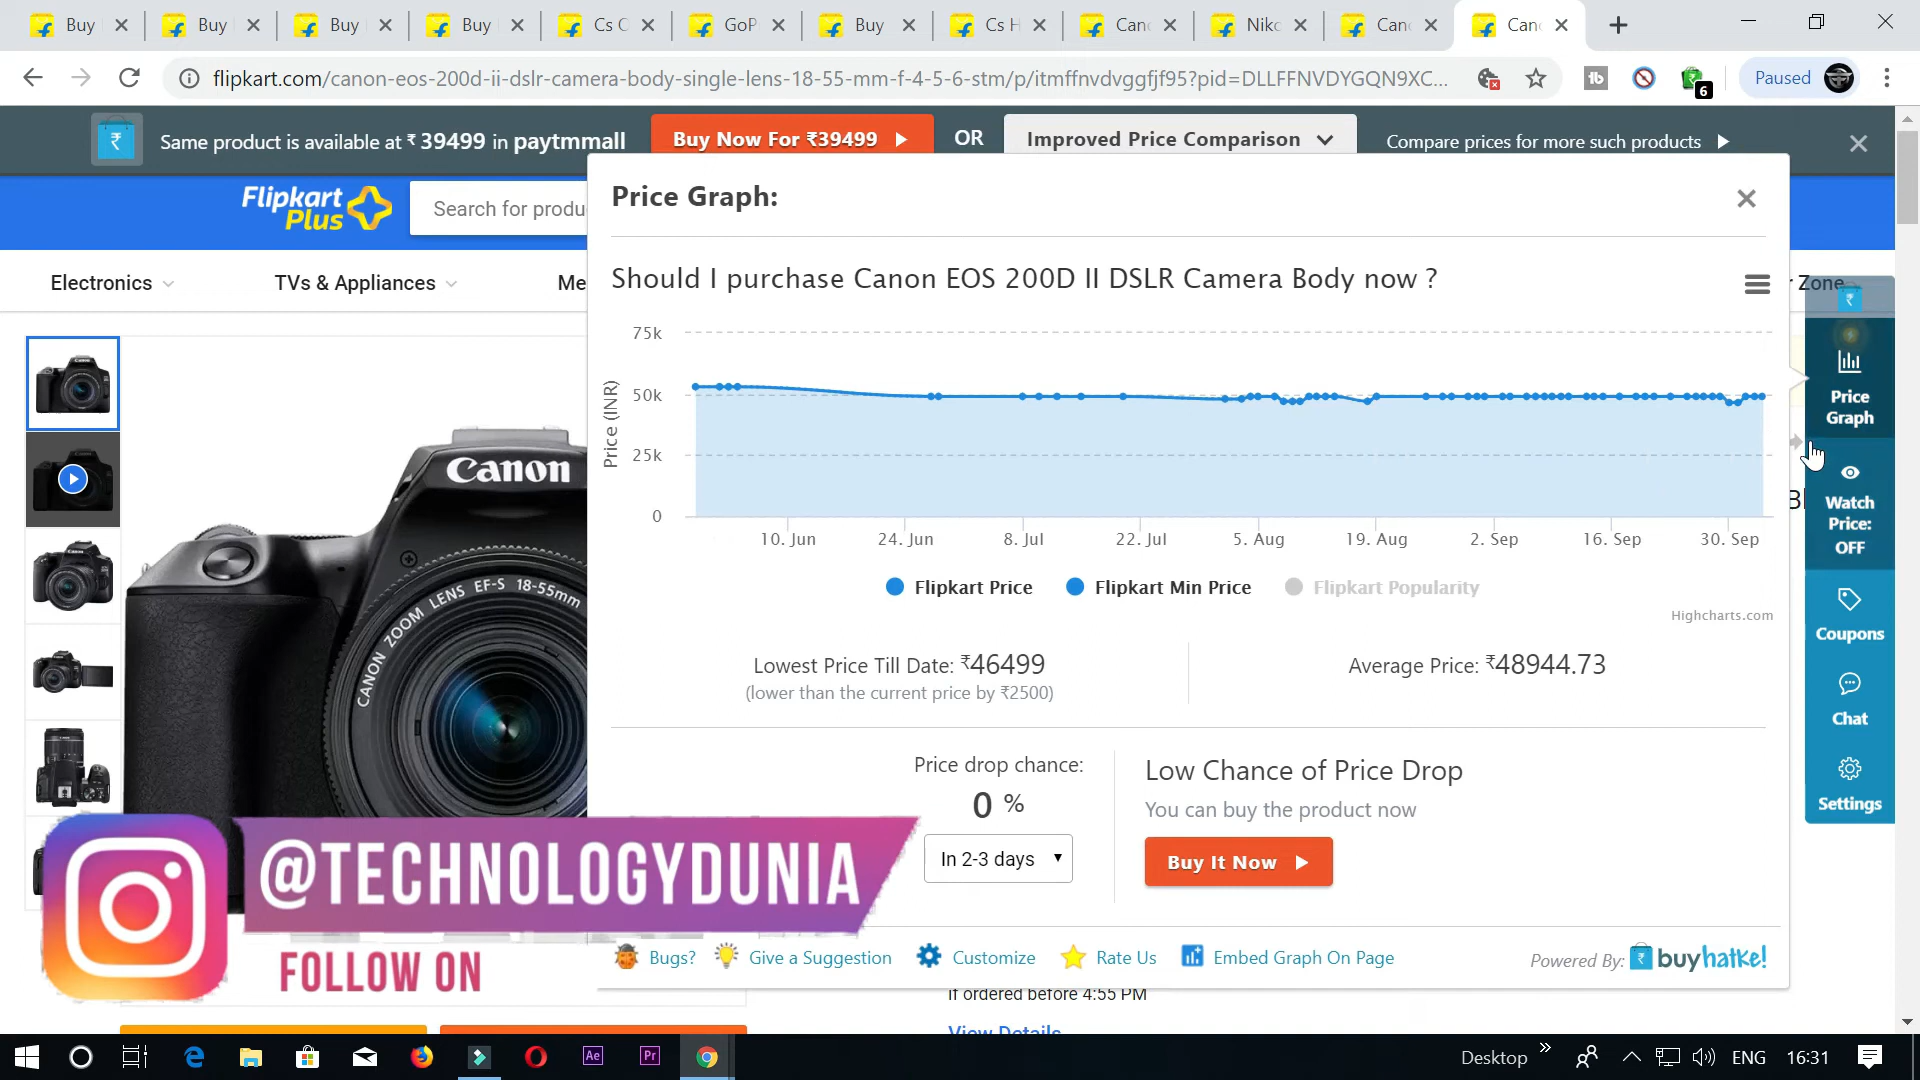 Buy
Buy
Buy
Buy
Cs C
GoP
Buy
Cs H
Cano
Nikc
Can
Can
flipkart.com/canon-eos-200d-ii-dslr-camera-body-single-lens-18-55-mm-f-4-5-6-stm/p/itmffnvdvggfjf95?pid=DLLFFNVDYGQN9XC...
6
Paused
Same product is available at ₹ 39499 in paytmmall
Buy Now For ₹39499
OR
Improved Price Comparison
Compare prices for more such products
Flipkart
Plus
Search for produ
Electronics
TVs & Appliances
Me
r Zone
Price Graph:
Should I purchase Canon EOS 200D II DSLR Camera Body now ?
75k
50k
25k
0
Price (INR)
10. Jun
24. Jun
8. Jul
22. Jul
5. Aug
19. Aug
2. Sep
16. Sep
30. Sep
Flipkart Price
Flipkart Min Price
Flipkart Popularity
Highcharts.com
Lowest Price Till Date: ₹46499
(lower than the current price by ₹2500)
Average Price: ₹48944.73
Price drop chance:
0 %
In 2-3 days
Low Chance of Price Drop
You can buy the product now
Buy It Now
Bugs?
Give a Suggestion
Customize
Rate Us
Embed Graph On Page
Powered By: buyhatke!
Price
Graph
Watch
Price:
OFF
Coupons
Chat
Settings
Canon
CANON ZOOM LENS EF-S 18-55mm
@TECHNOLOGYDUNIA
FOLLOW ON
if ordered before 4:55 PM
View Details
Ae
Pr
Desktop
ENG
16:31